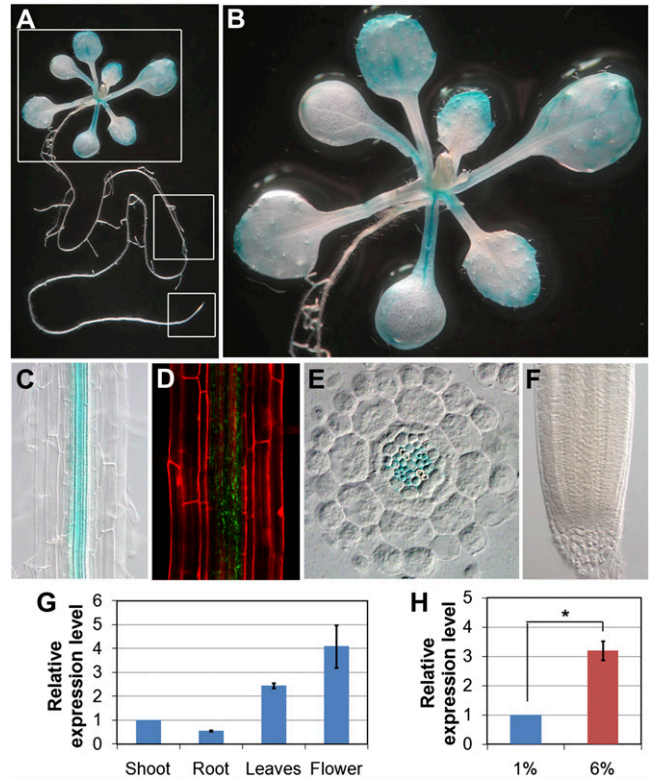 A
B
C
D
E
F
G
Relative
expression level
6
5
4
3
2
1
0
Shoot Root Leaves Flower
H
Relative
expression level
5
4
3
2
1
0
*
1% 6%